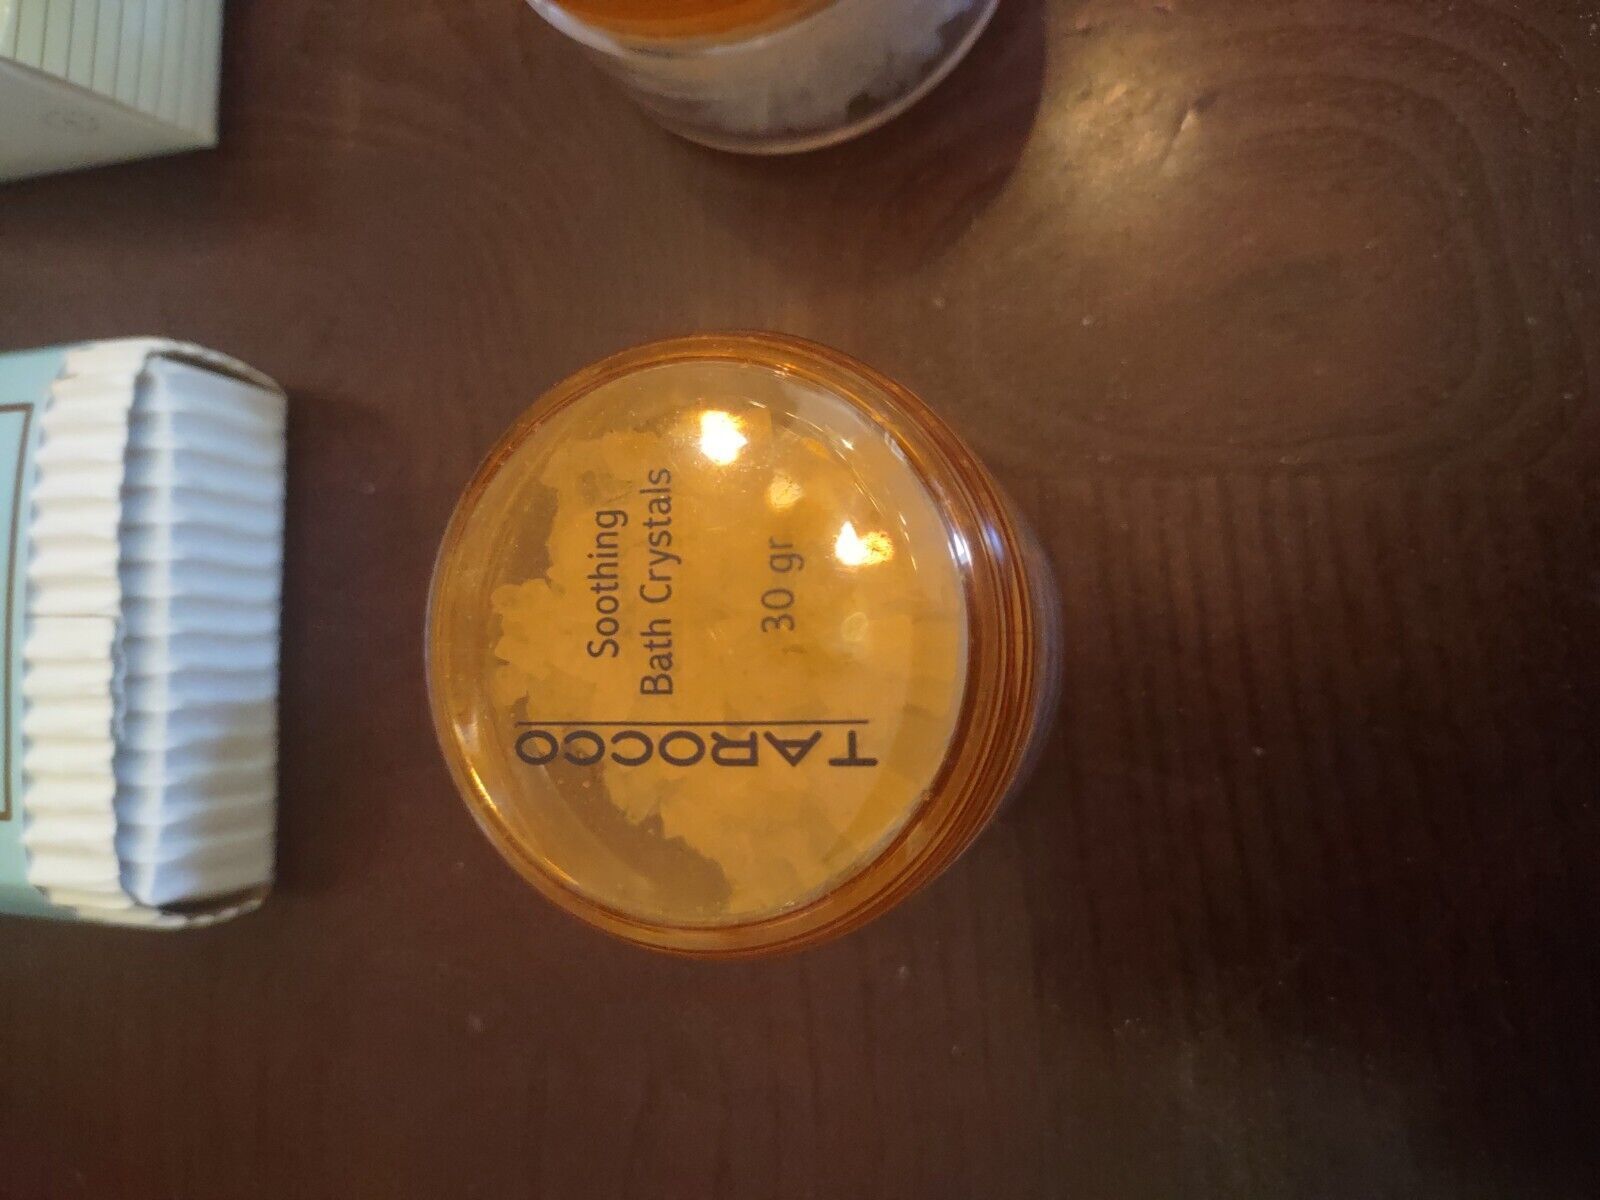 TAROCCO
Soothing
Bath Crystals
30 gr